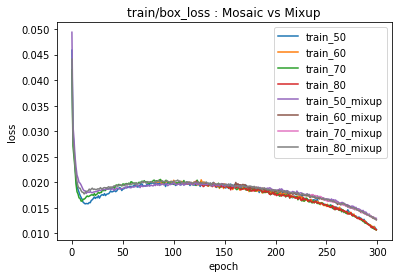 train/box_loss : Mosaic vs Mixup
0.050
0.045
0.040
0.035
0.030
0.025
0.020
0.015
0.010
loss
train_50
train_60
train_70
train_80
train_50_mixup
train_60_mixup
train_70_mixup
train_80_mixup
0 50 100 150 200 250 300
epoch